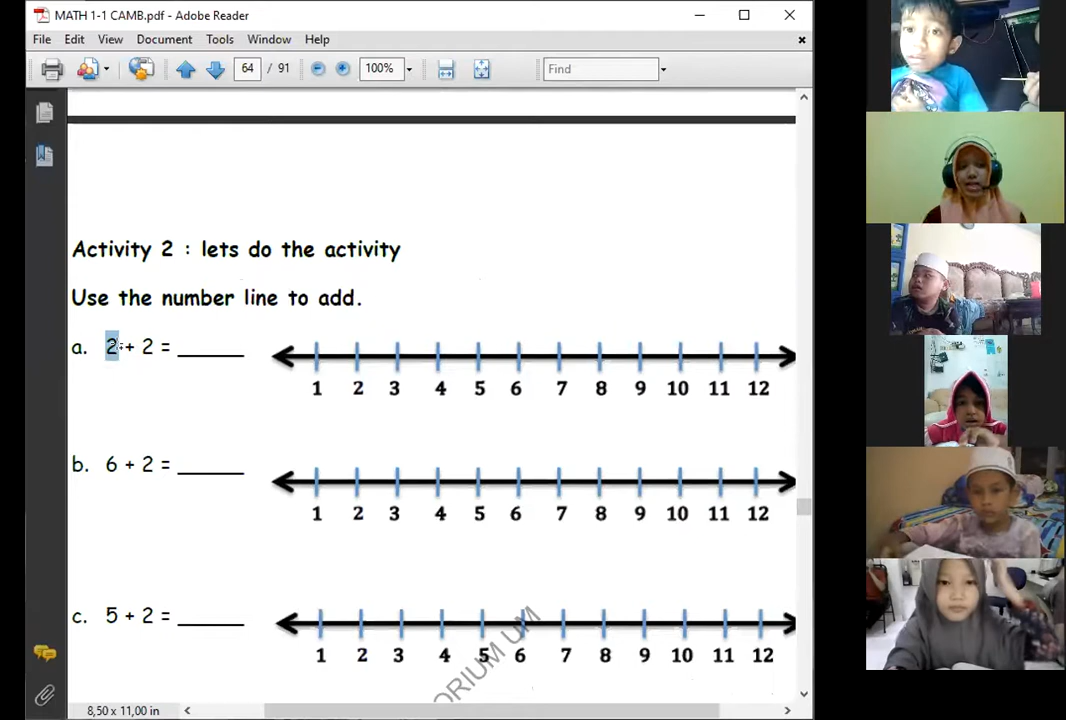 MATH 1-1 CAMB.pdf - Adobe Reader
File Edit View Document Tools Window Help
64 / 91 100% Find
Activity 2 : lets do the activity
Use the number line to add.
a. 2 + 2 = ______
1 2 3 4 5 6 7 8 9 10 11 12
b. 6 + 2 = ______
1 2 3 4 5 6 7 8 9 10 11 12
c. 5 + 2 = ______
1 2 3 4 5 6 7 8 9 10 11 12
ORIUM UM
8,50 x 11,00 in